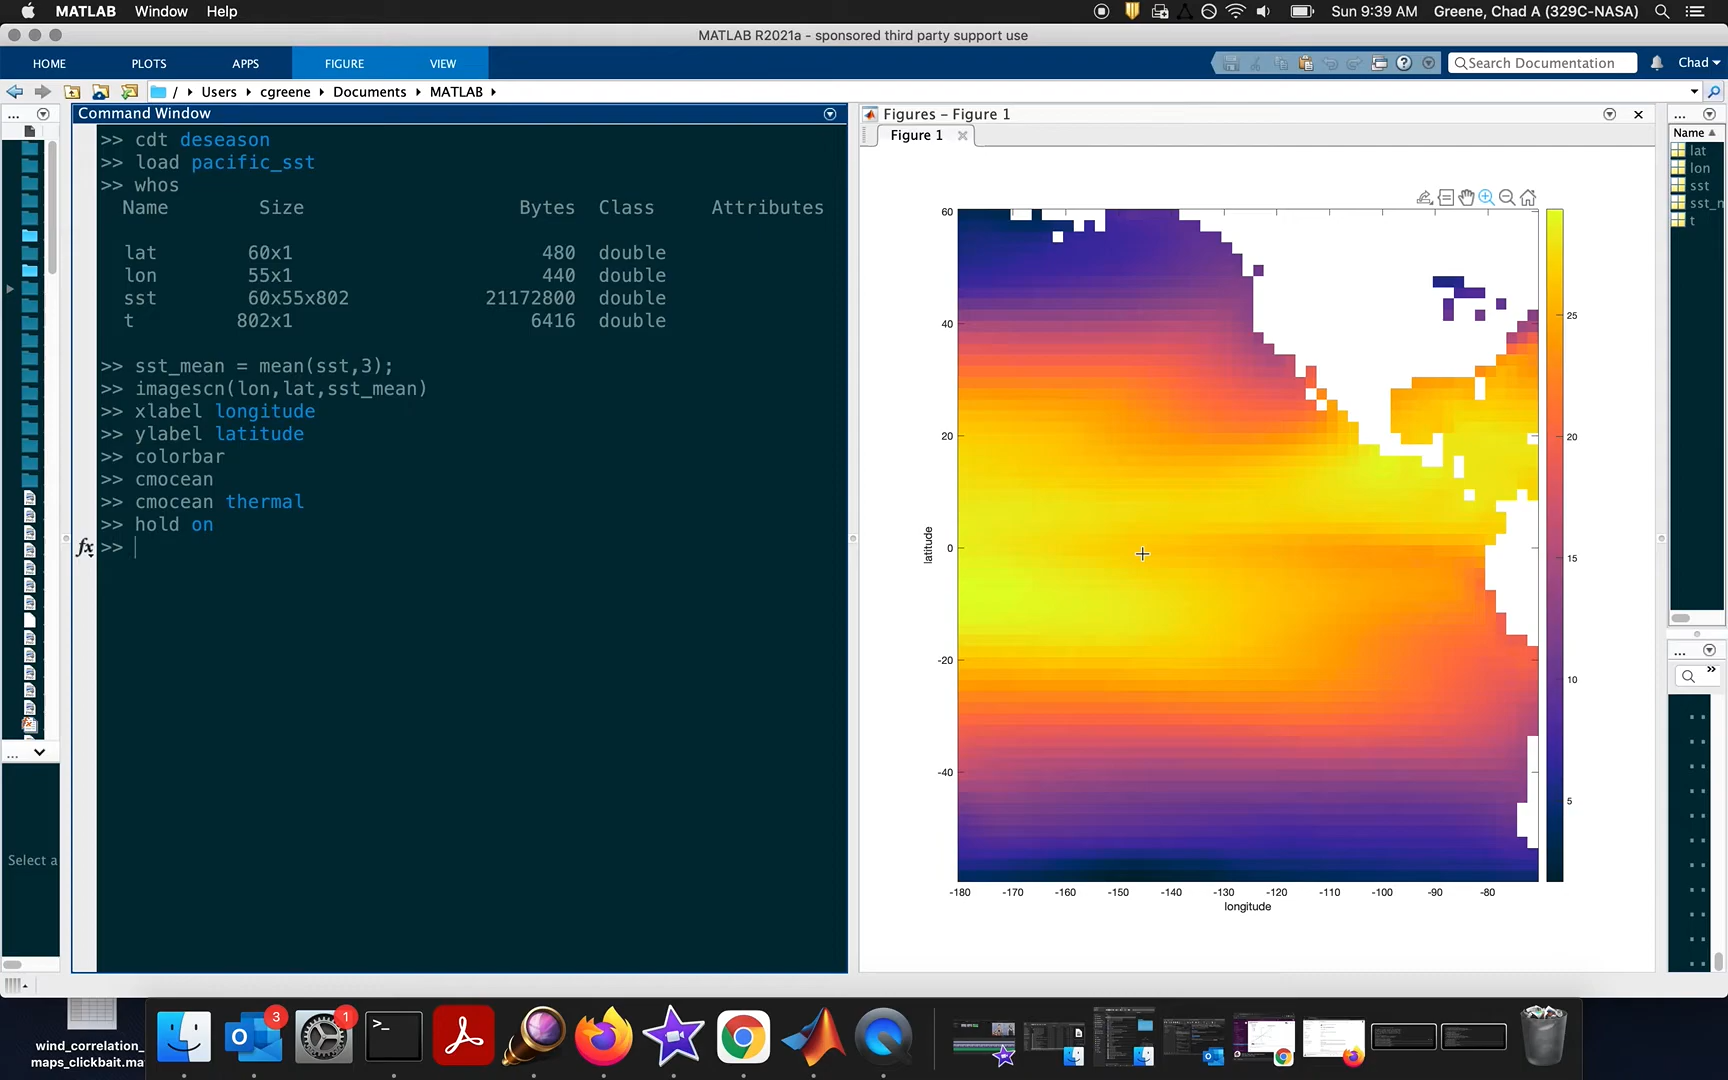 MATLAB Window Help Sun 9:39 AM Greene, Chad A (329C-NASA)
MATLAB R2021a - sponsored third party support use
HOME PLOTS APPS FIGURE VIEW Search Documentation Chad
/ Users cgreene Documents MATLAB
Command Window
>> cdt deseason
>> load pacific_sst
>> whos
Name Size Bytes Class Attributes
lat 60x1 480 double
lon 55x1 440 double
sst 60x55x802 21172800 double
t 802x1 6416 double
>> sst_mean = mean(sst,3);
>> imagescn(lon,lat,sst_mean)
>> xlabel longitude
>> ylabel latitude
>> colorbar
>> cmocean
>> cmocean thermal
>> hold on
fx >>
Figures - Figure 1
Figure 1
60
40
20
0
-20
-40
latitude
-180 -170 -160 -150 -140 -130 -120 -110 -100 -90 -80
longitude
25
20
15
10
5
Name
lat
lon
sst
sst_n
t
Select a
wind_correlation_
maps_clickbait.ma
3
1
>_